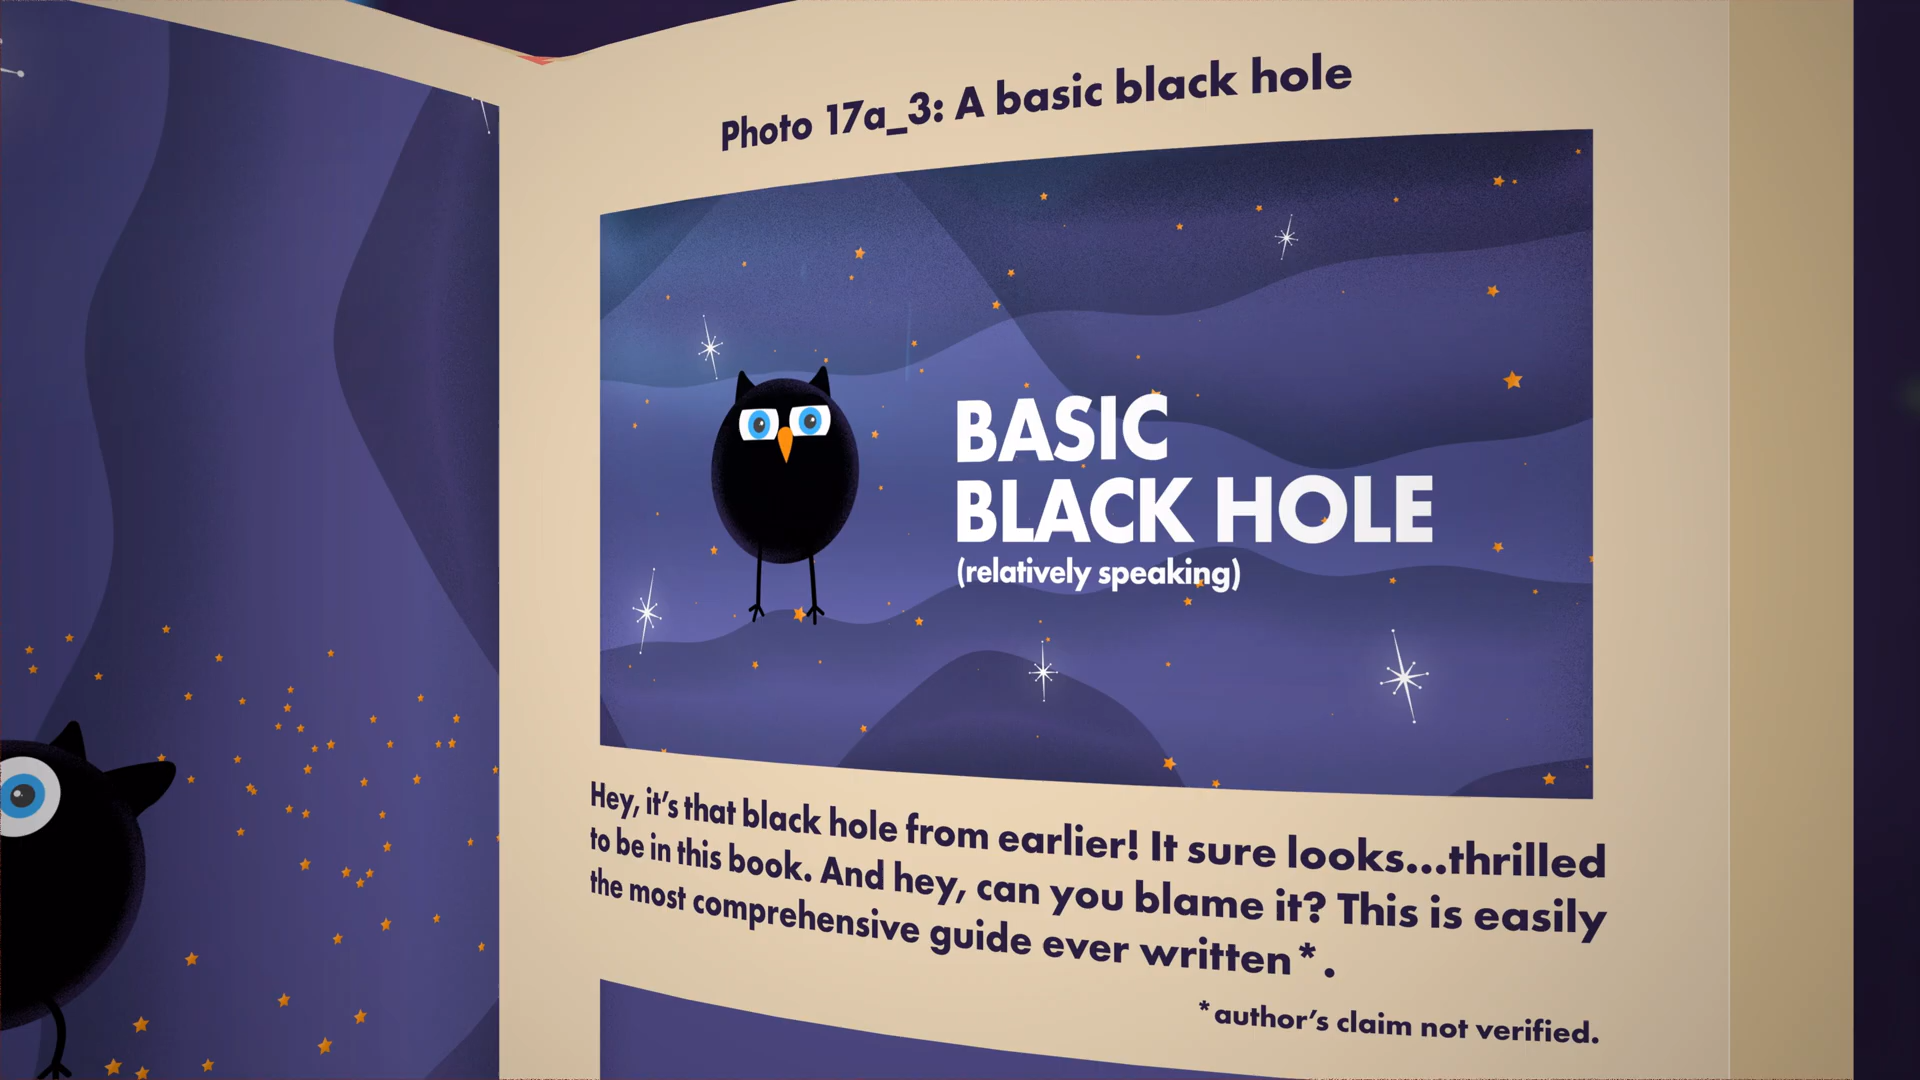 Photo 17a_3: A basic black hole
BASIC
BLACK HOLE
(relatively speaking)
Hey, it's that black hole from earlier! It sure looks...thrilled
to be in this book. And hey, can you blame it? This is easily
the most comprehensive guide ever written*.
*author's claim not verified.